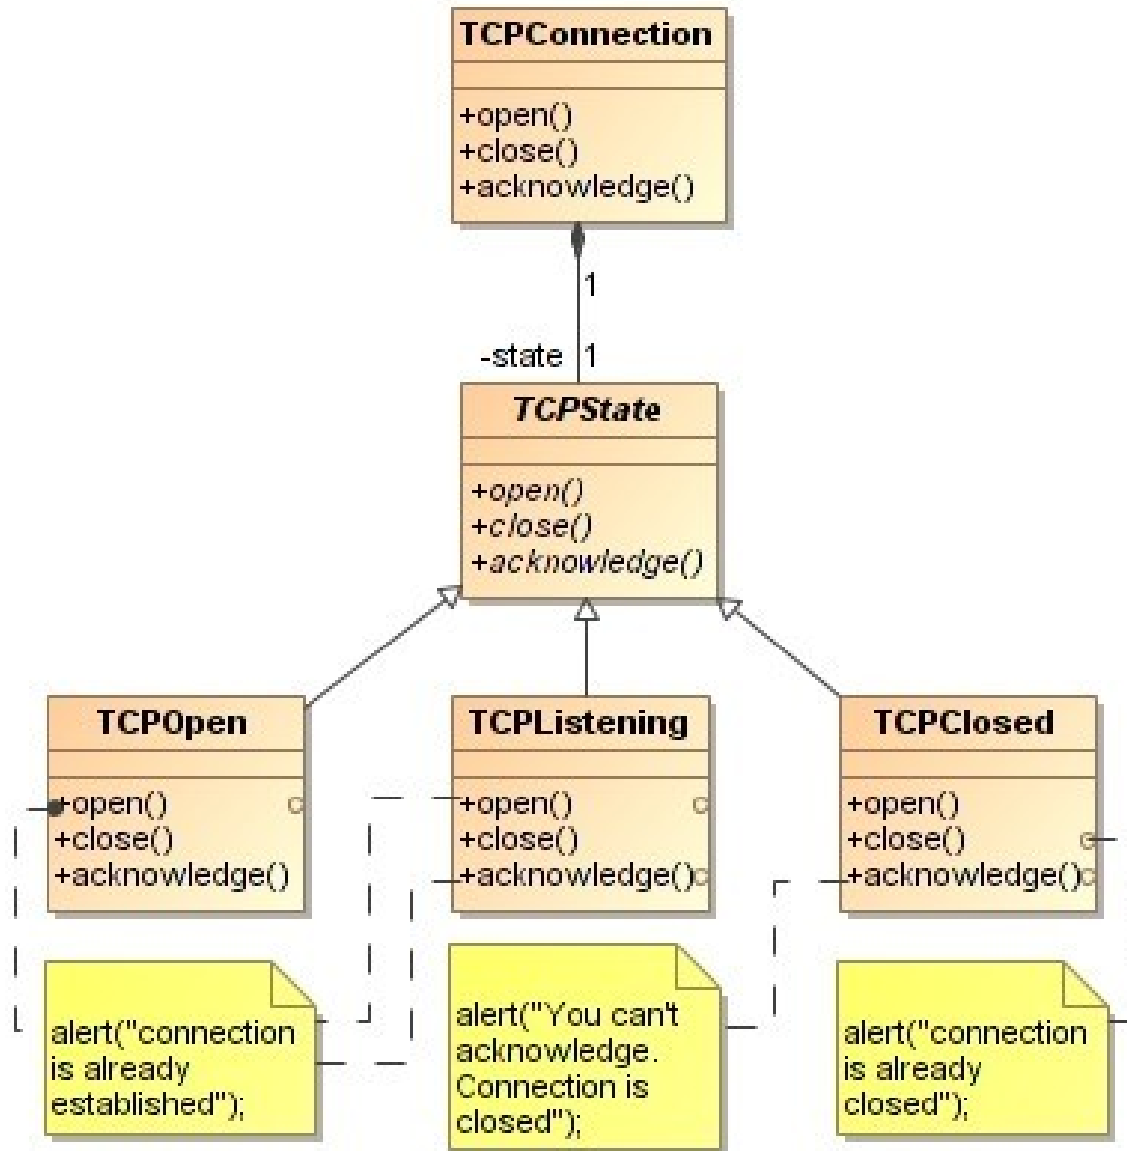 TCPConnection
+open()
+close()
+acknowledge()
1
-state 1
TCPState
+open()
+close()
+acknowledge()
TCPOpen
+open()
+close()
+acknowledge()
TCPListening
+open()
+close()
+acknowledge()
TCPClosed
+open()
+close()
+acknowledge()
alert("connection
is already
established");
alert("You can't
acknowledge.
Connection is
closed");
alert("connection
is already
closed");